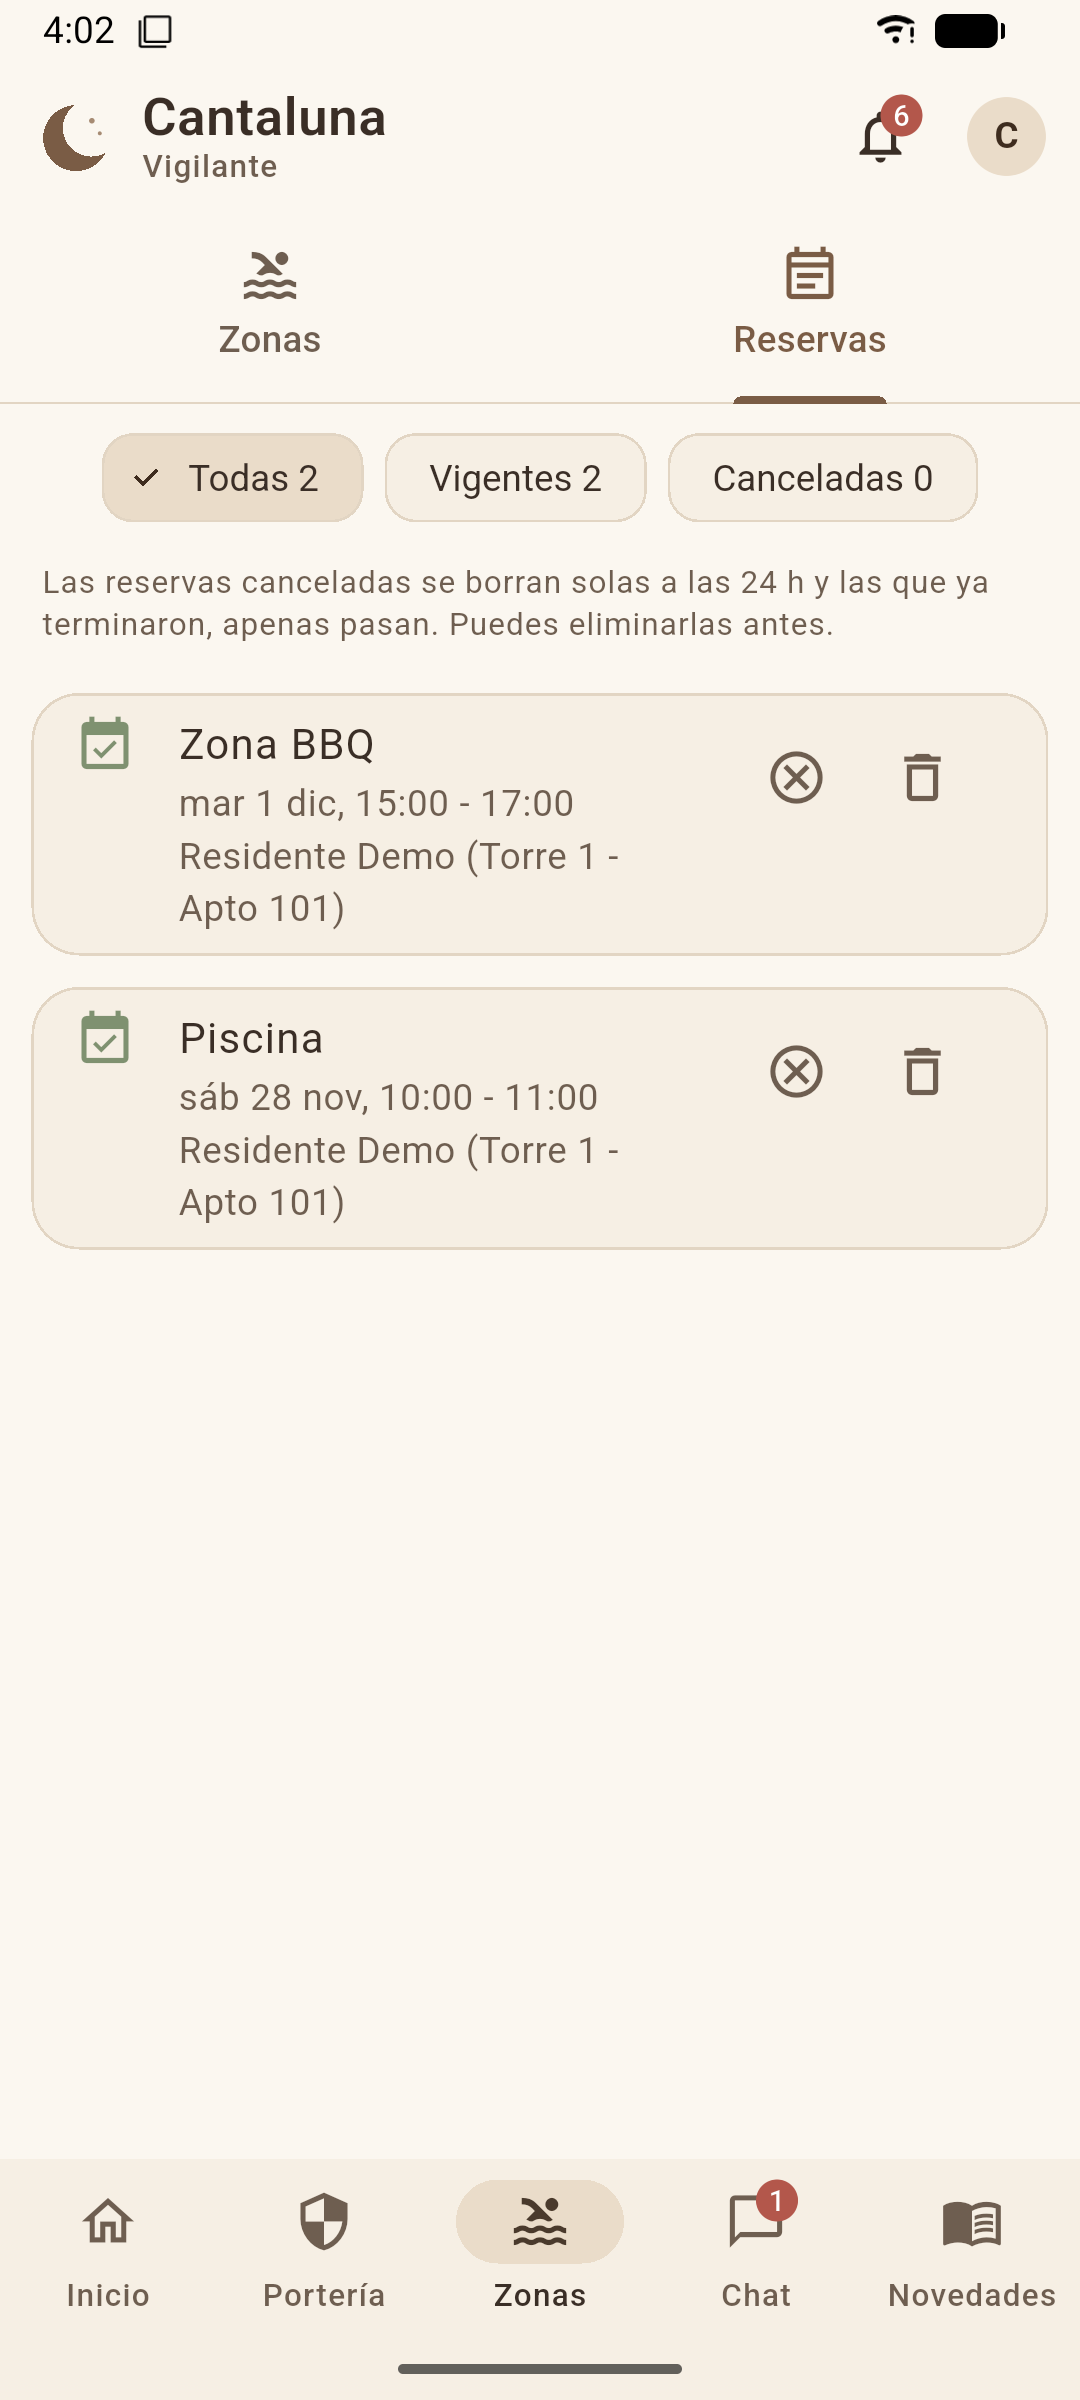 4:02
Cantaluna
Vigilante
6
C
Zonas
Reservas
Todas 2
Vigentes 2
Canceladas 0
Las reservas canceladas se borran solas a las 24 h y las que ya
terminaron, apenas pasan. Puedes eliminarlas antes.
Zona BBQ
mar 1 dic, 15:00 - 17:00
Residente Demo (Torre 1 -
Apto 101)
Piscina
sáb 28 nov, 10:00 - 11:00
Residente Demo (Torre 1 -
Apto 101)
1
Inicio
Portería
Zonas
Chat
Novedades